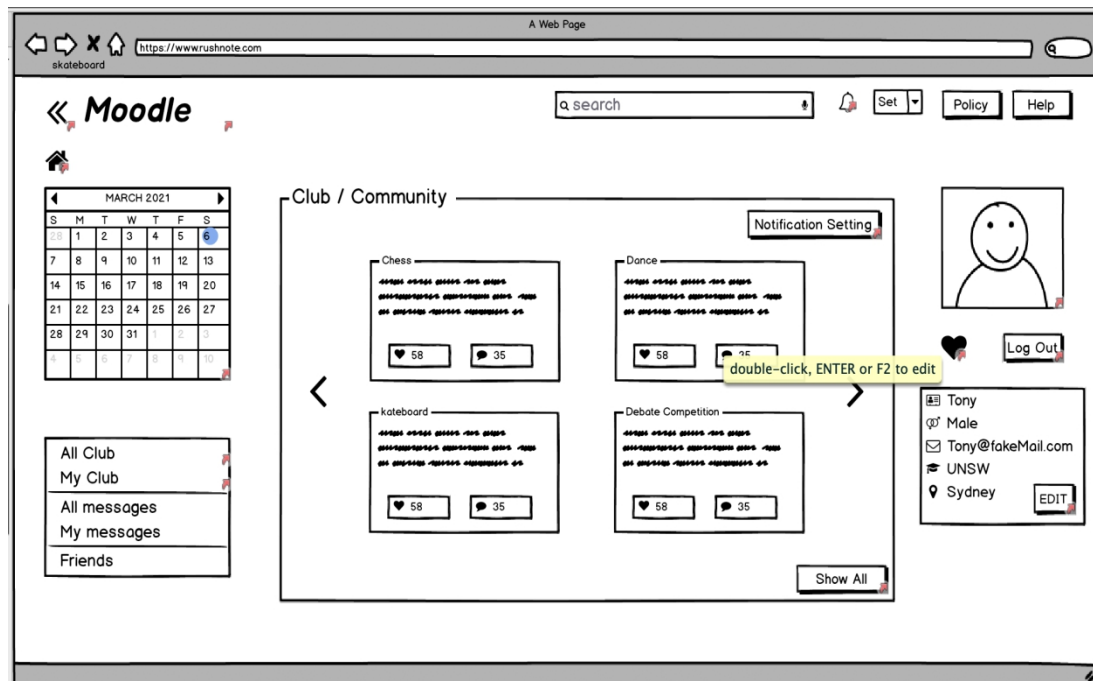 A Web Page
https://www.rushnote.com
skateboard
Moodle
search
Set
Policy
Help
MARCH 2021
S M T W T F S
28 1 2 3 4 5 6
7 8 9 10 11 12 13
14 15 16 17 18 19 20
21 22 23 24 25 26 27
28 29 30 31 1 2 3
4 5 6 7 8 9 10
All Club
My Club
All messages
My messages
Friends
Club / Community
Notification Setting
Chess
58 35
Dance
58 35
double-click, ENTER or F2 to edit
kateboard
58 35
Debate Competition
58 35
Show All
Log Out
Tony
Male
Tony@fakeMail.com
UNSW
Sydney
EDIT